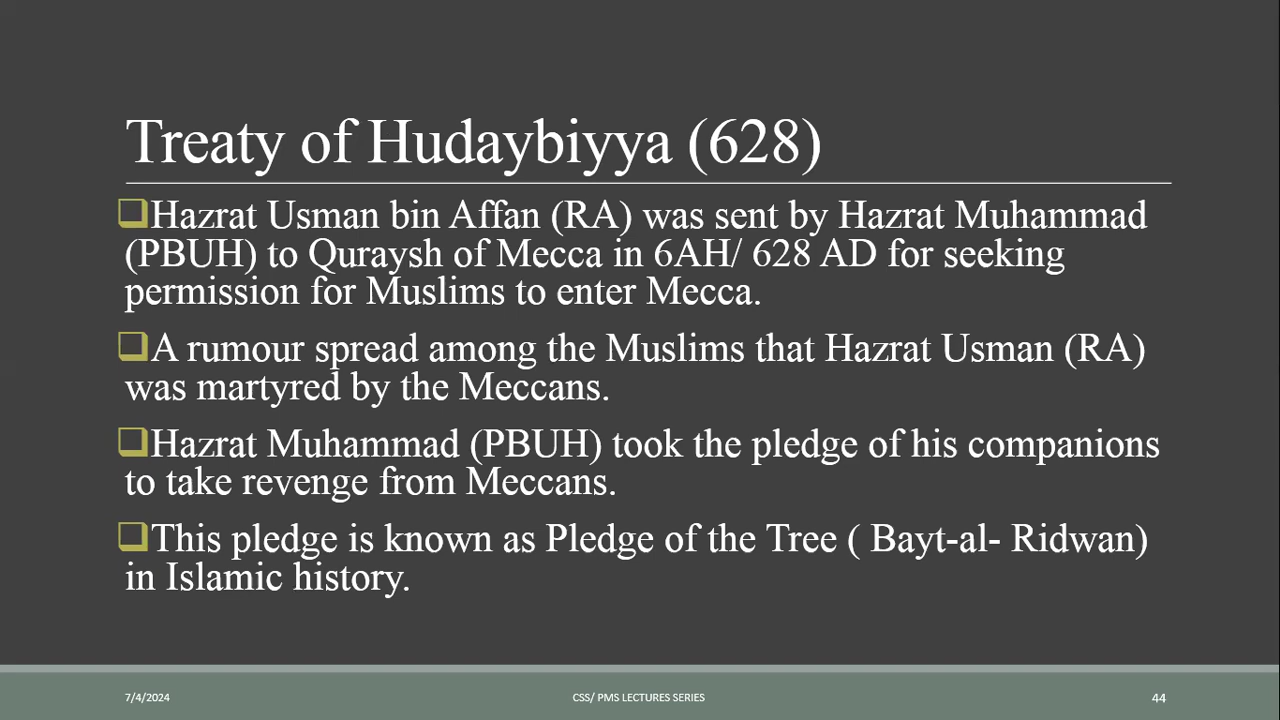 Treaty of Hudaybiyya (628)
Hazrat Usman bin Affan (RA) was sent by Hazrat Muhammad
(PBUH) to Quraysh of Mecca in 6AH/ 628 AD for seeking
permission for Muslims to enter Mecca.
A rumour spread among the Muslims that Hazrat Usman (RA)
was martyred by the Meccans.
Hazrat Muhammad (PBUH) took the pledge of his companions
to take revenge from Meccans.
This pledge is known as Pledge of the Tree ( Bayt-al- Ridwan)
in Islamic history.
7/4/2024
CSS/ PMS LECTURES SERIES
44